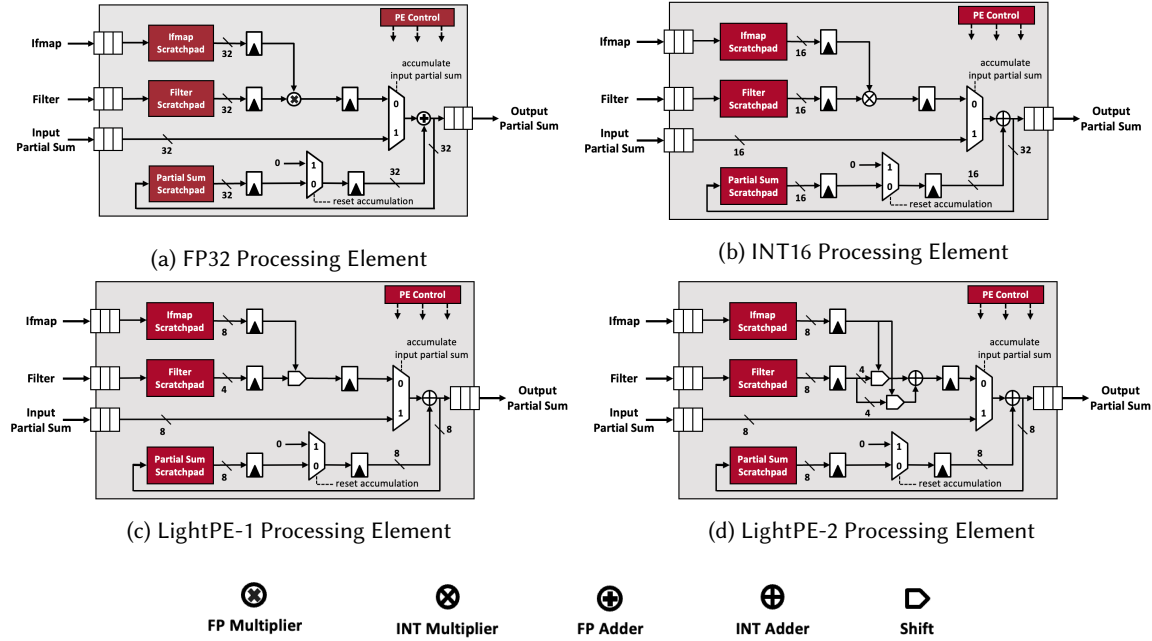 PE Control
Ifmap
Ifmap
Scratchpad
32
accumulate
input partial sum
Filter
Filter
Scratchpad
32
0
Output
Partial Sum
Input
Partial Sum
32
1
32
0
1
32
Partial Sum
Scratchpad
32
0
reset accumulation
(a) FP32 Processing Element
PE Control
Ifmap
Ifmap
Scratchpad
16
accumulate
input partial sum
Filter
Filter
Scratchpad
16
0
Output
Partial Sum
Input
Partial Sum
16
1
32
0
1
16
Partial Sum
Scratchpad
16
0
reset accumulation
(b) INT16 Processing Element
PE Control
Ifmap
Ifmap
Scratchpad
8
accumulate
input partial sum
Filter
Filter
Scratchpad
4
0
Output
Partial Sum
Input
Partial Sum
8
1
8
0
1
8
Partial Sum
Scratchpad
8
0
reset accumulation
(c) LightPE-1 Processing Element
PE Control
Ifmap
Ifmap
Scratchpad
8
accumulate
input partial sum
Filter
Filter
Scratchpad
8
4
4
0
Output
Partial Sum
Input
Partial Sum
8
1
8
0
1
8
Partial Sum
Scratchpad
8
0
reset accumulation
(d) LightPE-2 Processing Element
FP Multiplier
INT Multiplier
FP Adder
INT Adder
Shift